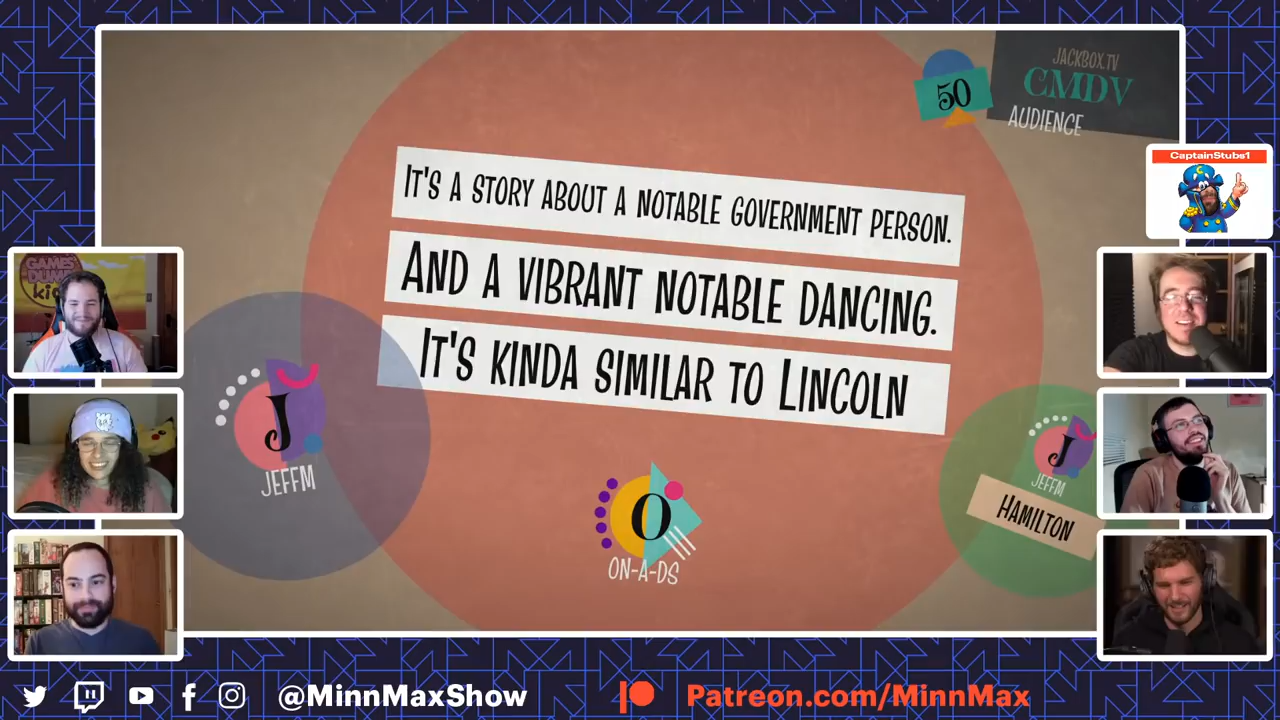 JACKBOX.TV
CMDV
50
AUDIENCE
CaptainStubs1
IT'S A STORY ABOUT A NOTABLE GOVERNMENT PERSON.
AND A VIBRANT NOTABLE DANCING.
IT'S KINDA SIMILAR TO LINCOLN
GAMES
J
JEFFM
J
JEFFM
HAMILTON
O
ON-A-DS
@MinnMaxShow
Patreon.com/MinnMax